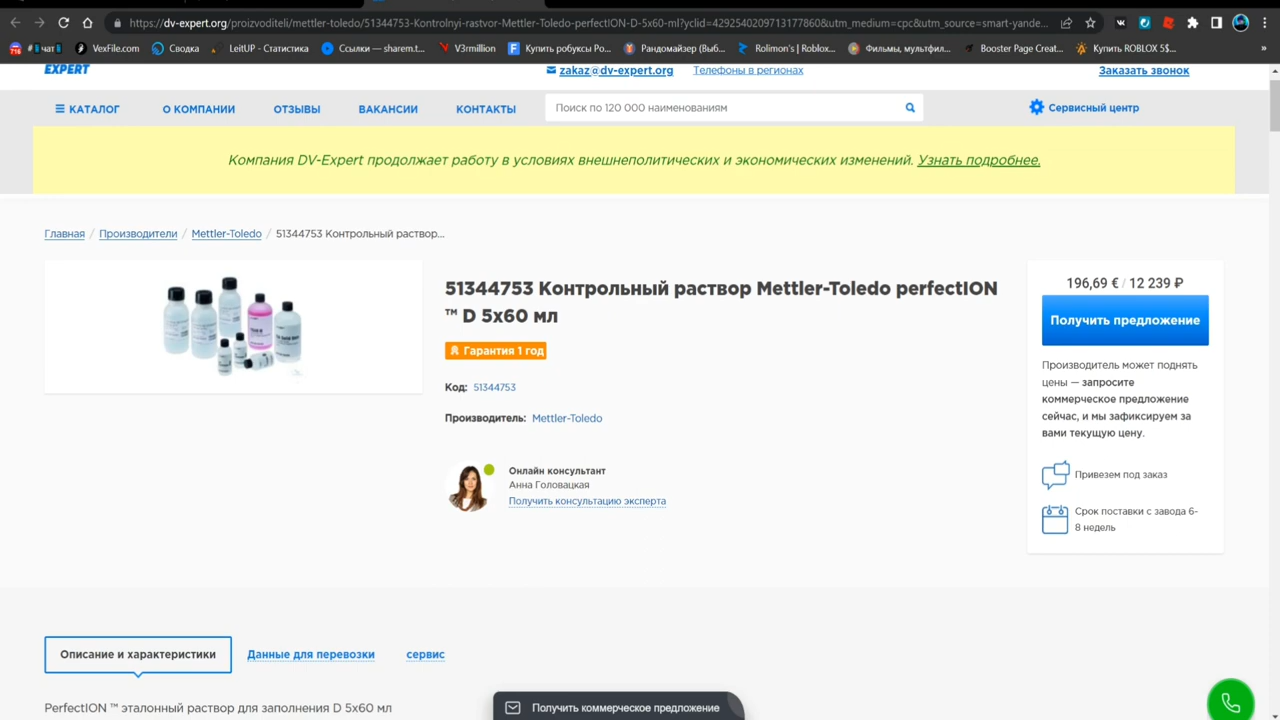 https://dv-expert.org/proizvoditeli/mettler-toledo/51344753-Kontrolnyi-rastvor-Mettler-Toledo-perfectION-D-5x60-ml?yclid=4292540209713177860&utm_medium=cpc&utm_source=smart-yande...
VexFile.com
Сводка
LeitUP - Статистика
Ссылки — sharem.t...
V3rmillion
Купить робуксы Ро...
Рандомайзер (Выб...
Rolimon's | Roblox...
Фильмы, мультфил...
Booster Page Creat...
Купить ROBLOX 5$...
»
EXPERT
zakaz@dv-expert.org
Телефоны в регионах
Заказать звонок
КАТАЛОГ
О КОМПАНИИ
ОТЗЫВЫ
ВАКАНСИИ
КОНТАКТЫ
Поиск по 120 000 наименованиям
Сервисный центр
Компания DV-Expert продолжает работу в условиях внешнеполитических и экономических изменений. Узнать подробнее.
Главная / Производители / Mettler-Toledo / 51344753 Контрольный раствор...
51344753 Контрольный раствор Mettler-Toledo perfectION
™ D 5x60 мл
Гарантия 1 год
Код: 51344753
Производитель: Mettler-Toledo
Онлайн консультант
Анна Головацкая
Получить консультацию эксперта
196,69 € / 12 239 ₽
Получить предложение
Производитель может поднять
цены — запросите
коммерческое предложение
сейчас, и мы зафиксируем за
вами текущую цену.
Привезем под заказ
Срок поставки с завода 6-
8 недель
Описание и характеристики
Данные для перевозки
сервис
PerfectION ™ эталонный раствор для заполнения D 5x60 мл
Получить коммерческое предложение